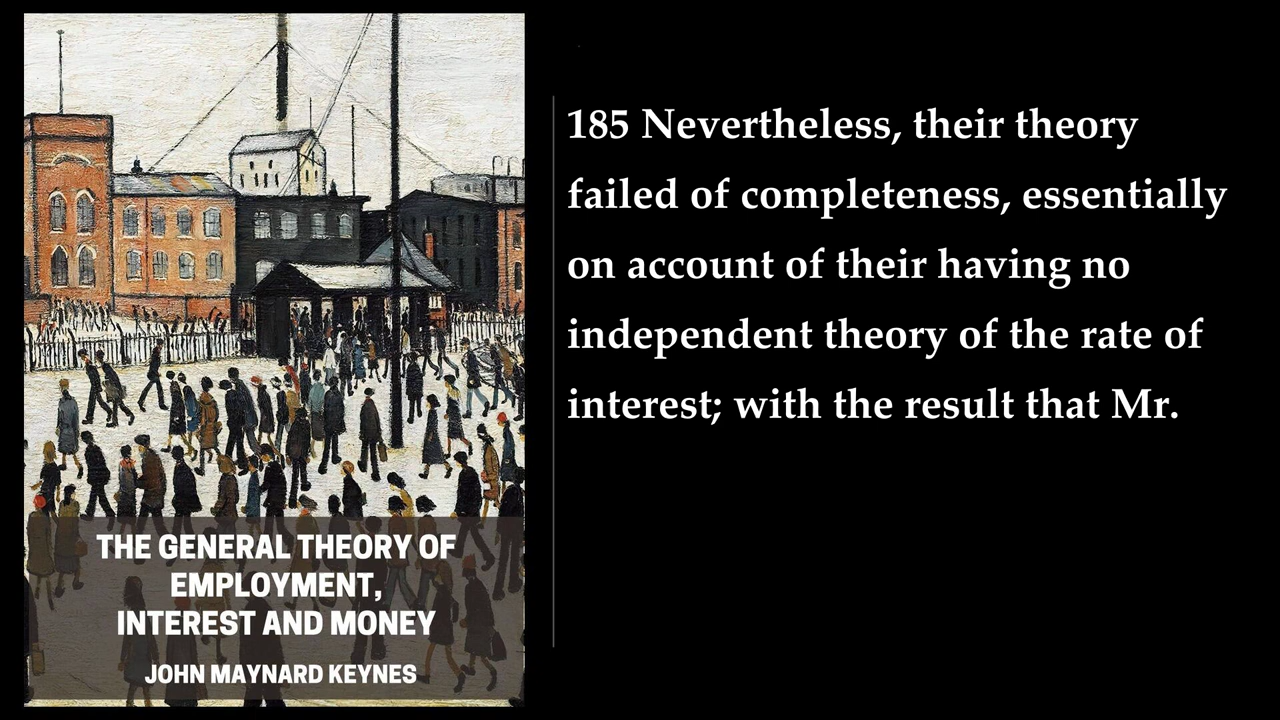 185 Nevertheless, their theory
failed of completeness, essentially
on account of their having no
independent theory of the rate of
interest; with the result that Mr.
THE GENERAL THEORY OF
EMPLOYMENT,
INTEREST AND MONEY
JOHN MAYNARD KEYNES